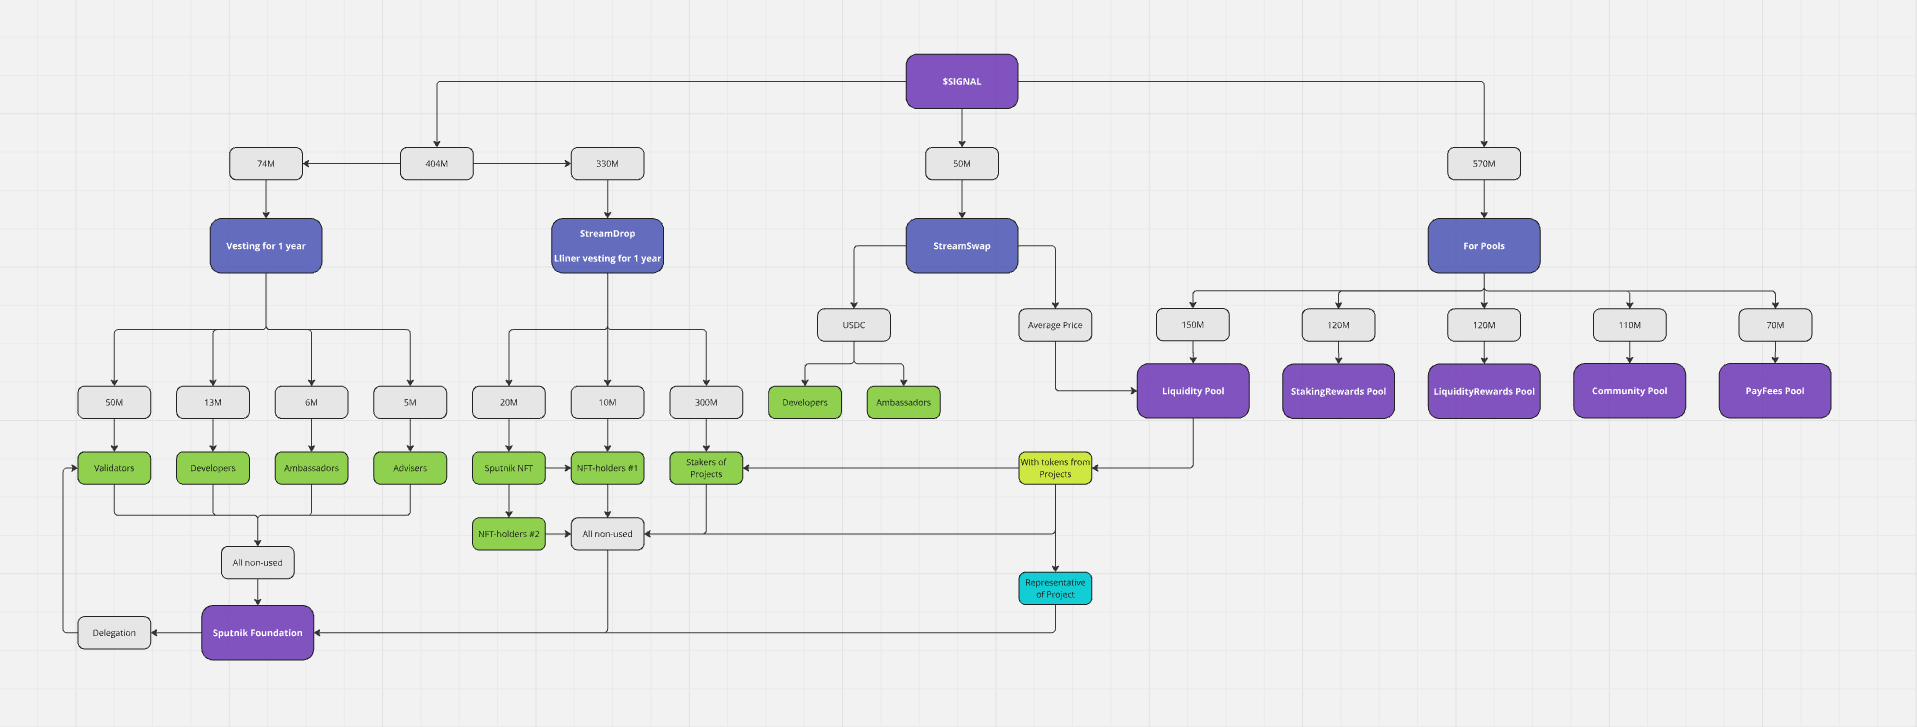 $SIGNAL
74M
404M
330M
50M
570M
Vesting for 1 year
StreamDrop
Lliner vesting for 1 year
StreamSwap
For Pools
USDC
Average Price
150M
120M
120M
110M
70M
Liquidity Pool
StakingRewards Pool
LiquidityRewards Pool
Community Pool
PayFees Pool
50M
13M
6M
5M
20M
10M
300M
Developers
Ambassadors
Validators
Developers
Ambassadors
Advisers
Sputnik NFT
NFT-holders #1
Stakers of
Projects
With tokens from
Projects
NFT-holders #2
All non-used
All non-used
Representative
of Project
Delegation
Sputnik Foundation